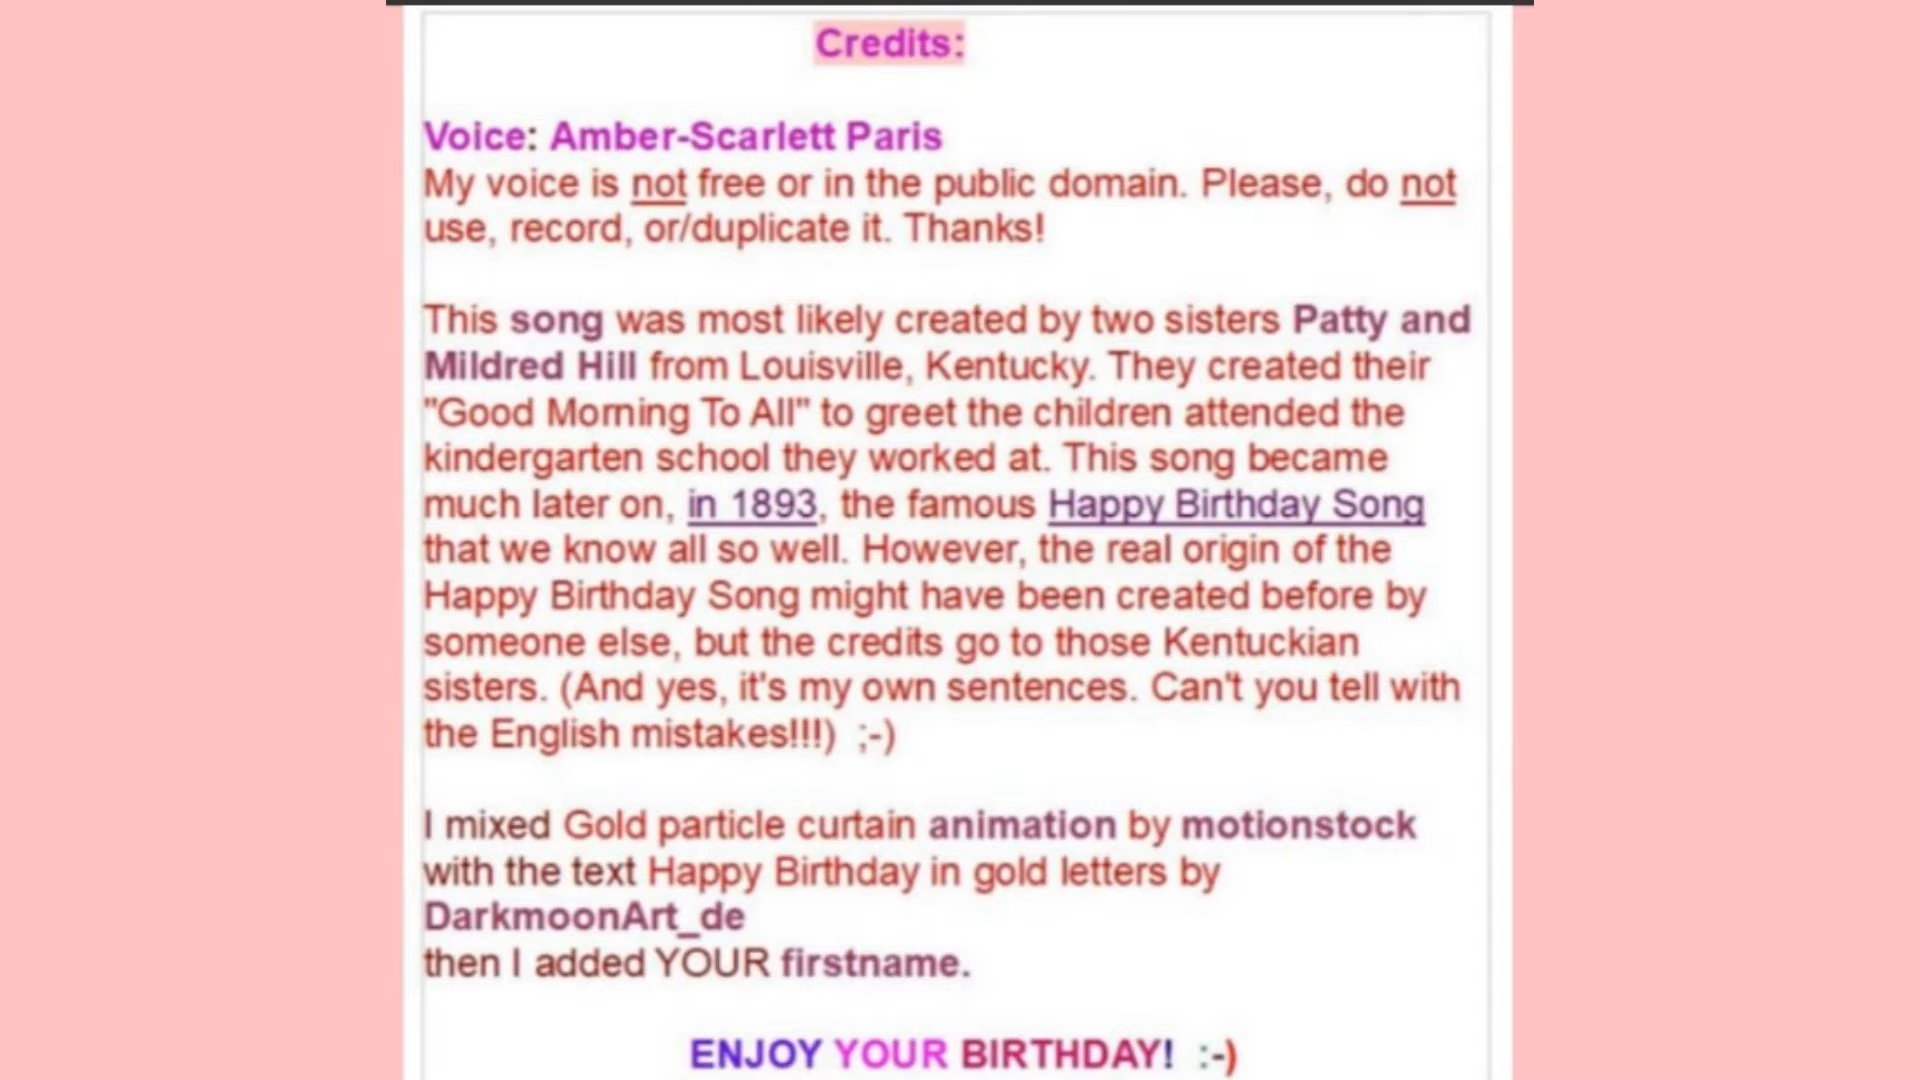 Credits:
Voice: Amber-Scarlett Paris
My voice is not free or in the public domain. Please, do not
use, record, or/duplicate it. Thanks!
This song was most likely created by two sisters Patty and
Mildred Hill from Louisville, Kentucky. They created their
"Good Morning To All" to greet the children attended the
kindergarten school they worked at. This song became
much later on, in 1893, the famous Happy Birthday Song
that we know all so well. However, the real origin of the
Happy Birthday Song might have been created before by
someone else, but the credits go to those Kentuckian
sisters. (And yes, it's my own sentences. Can't you tell with
the English mistakes!!!) ;-)
I mixed Gold particle curtain animation by motionstock
with the text Happy Birthday in gold letters by
DarkmoonArt_de
then I added YOUR firstname.
ENJOY YOUR BIRTHDAY! :-)